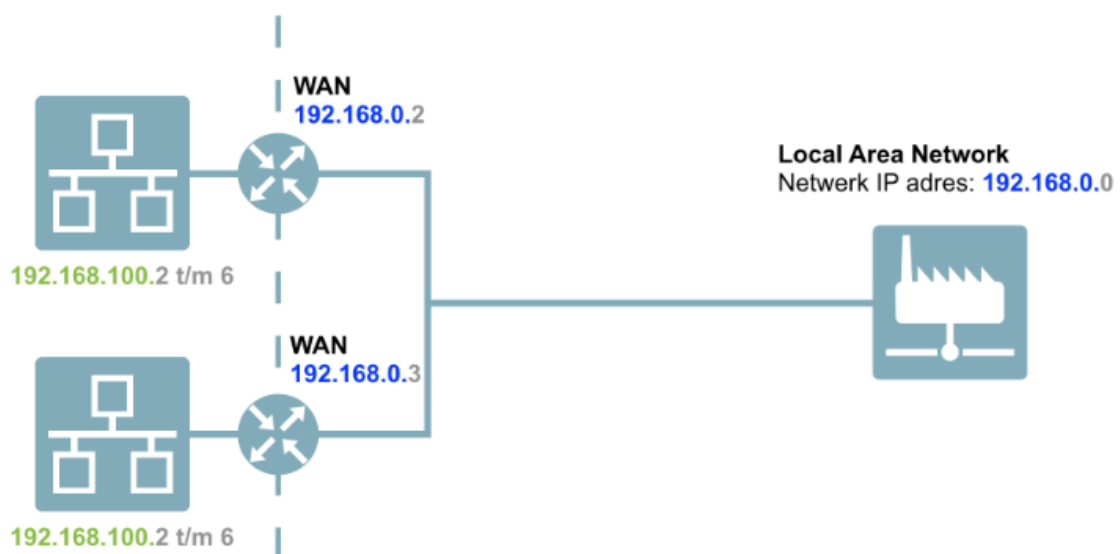 WAN
192.168.0.2
Local Area Network
Netwerk IP adres: 192.168.0.0
192.168.100.2 t/m 6
WAN
192.168.0.3
192.168.100.2 t/m 6